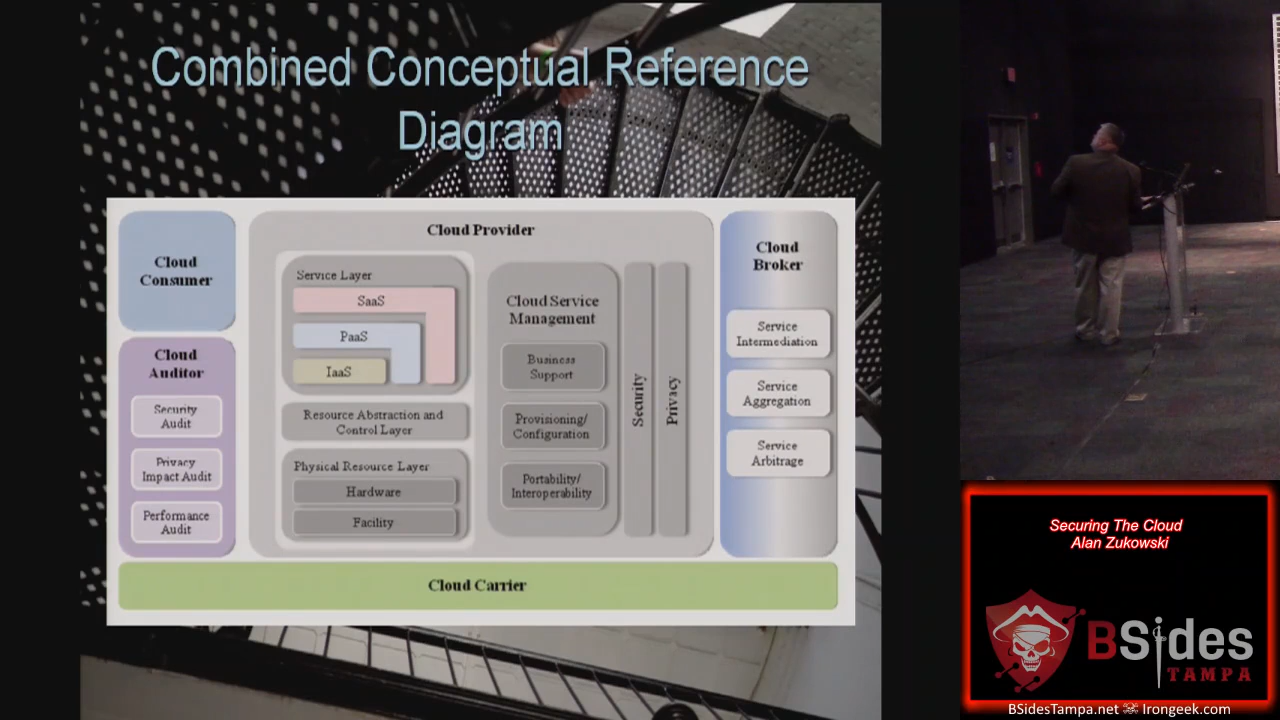 Combined Conceptual Reference
Diagram
Cloud
Consumer
Cloud
Auditor
Security
Audit
Privacy
Impact Audit
Performance
Audit
Cloud Provider
Service Layer
SaaS
PaaS
IaaS
Resource Abstraction and
Control Layer
Physical Resource Layer
Hardware
Facility
Cloud Service
Management
Business
Support
Provisioning/
Configuration
Portability/
Interoperability
Security
Privacy
Cloud
Broker
Service
Intermediation
Service
Aggregation
Service
Arbitrage
Cloud Carrier
Securing The Cloud
Alan Zukowski
BSides
TAMPA
BSidesTampa.net Irongeek.com